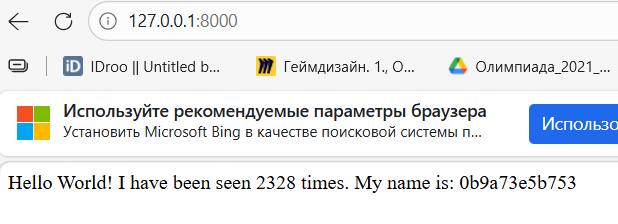 127.0.0.1:8000
iD IDroo || Untitled b... Геймдизайн. 1., О... Олимпиада_2021_...
Используйте рекомендуемые параметры браузера
Установить Microsoft Bing в качестве поисковой системы п...
Использо
Hello World! I have been seen 2328 times. My name is: 0b9a73e5b753